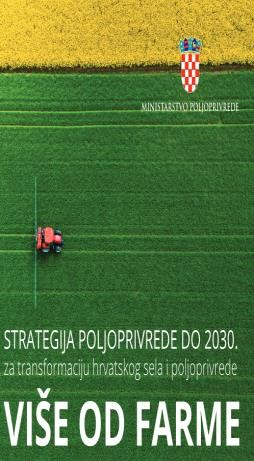 MINISTARSTVO POLJOPRIVREDE
STRATEGIJA POLJOPRIVREDE DO 2030.
za transformaciju hrvatskog sela i poljoprivrede
VIŠE OD FARME